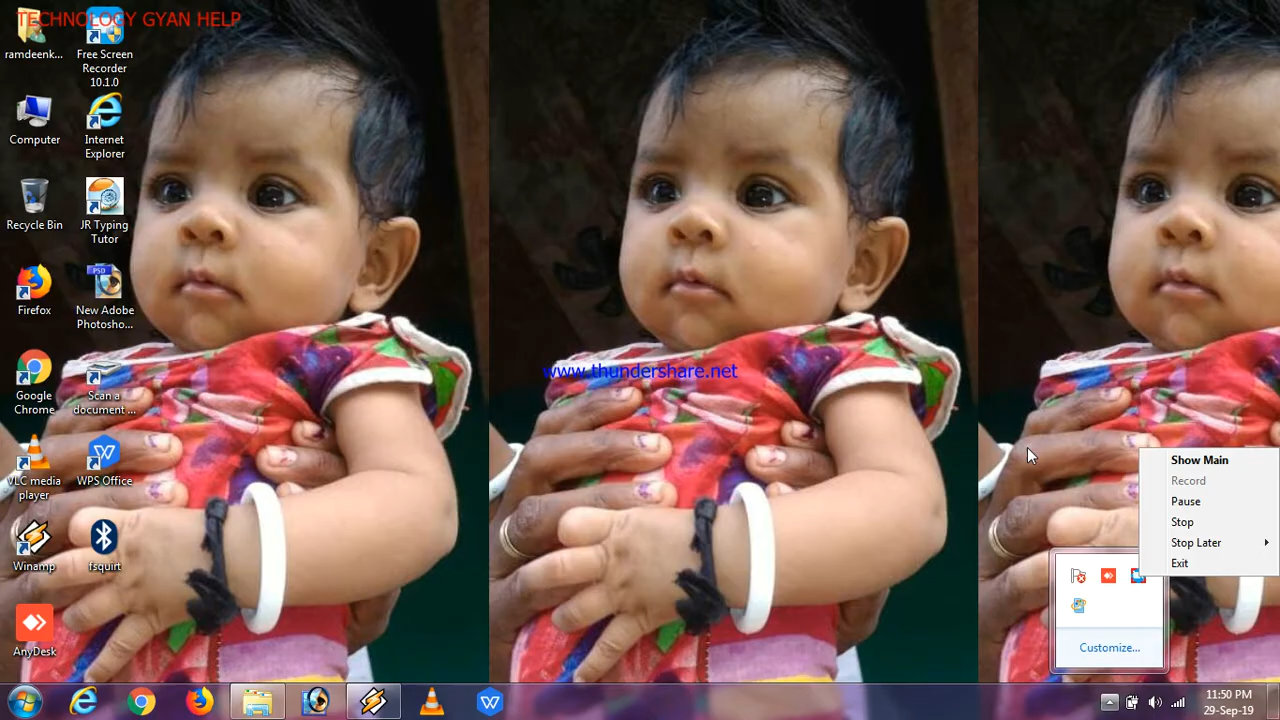 TECHNOLOGY GYAN HELP
ramdeenk...
Free Screen
Recorder
10.1.0
Computer
Internet
Explorer
Recycle Bin
JR Typing
Tutor
Firefox
PSD
New Adobe
Photosho...
Google
Chrome
Scan a
document ...
VLC media
player
WPS Office
Winamp
fsquirt
AnyDesk
www.thundershare.net
Show Main
Record
Pause
Stop
Stop Later
Exit
Customize...
11:50 PM
29-Sep-19